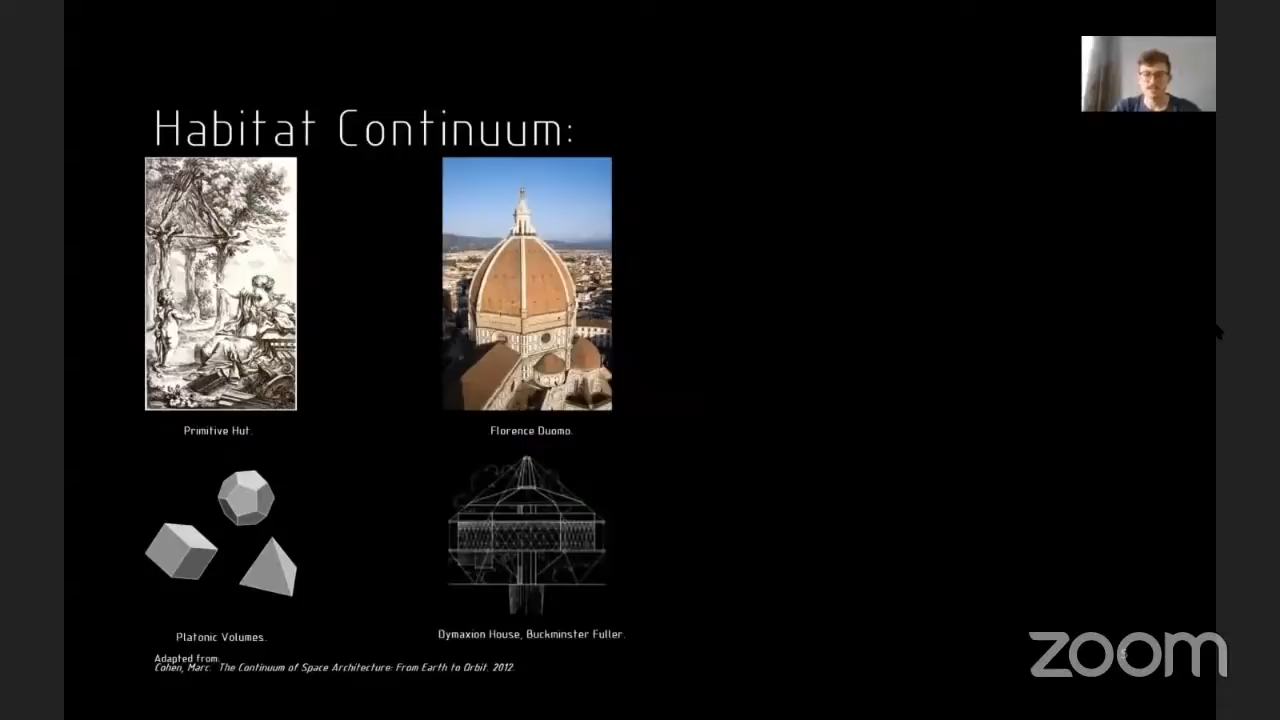 Habitat Continuum:
Primitive Hut.
Florence Duomo.
Platonic Volumes.
Dymaxion House, Buckminster Fuller.
Adapted from:
Cohen, Marc. The Continuum of Space Architecture: From Earth to Orbit. 2012.
5
zoom